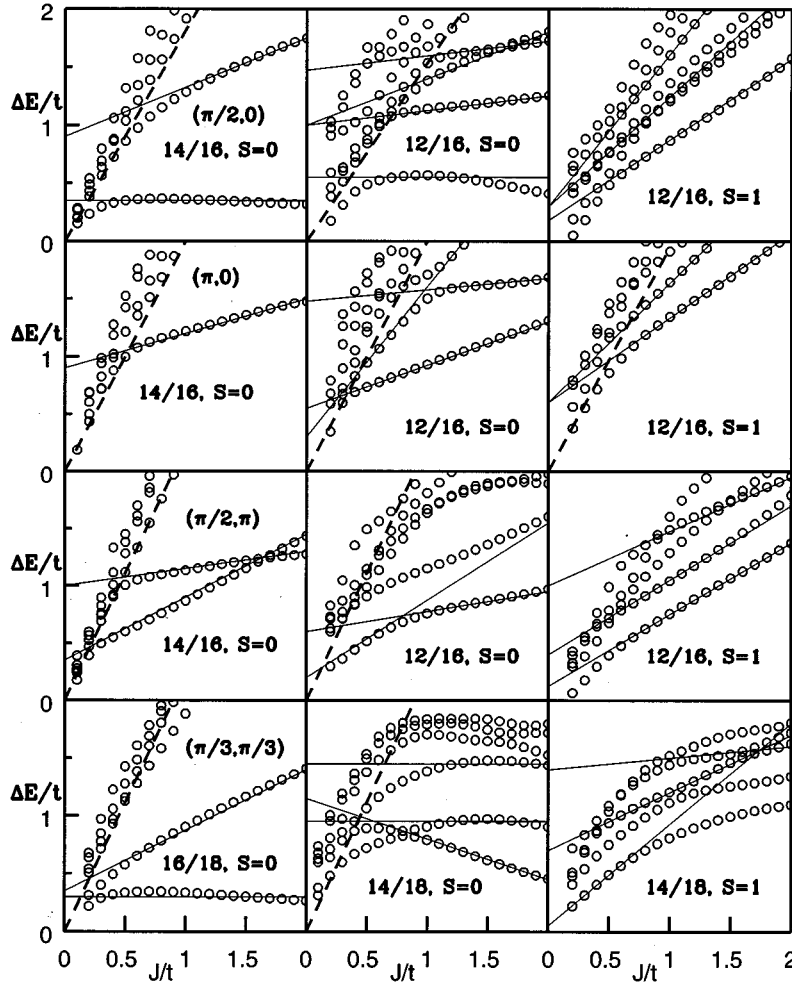 2
ΔE/t
1
(π/2,0)
14/16, S=0
12/16, S=0
12/16, S=1
0
(π,0)
ΔE/t
1
14/16, S=0
12/16, S=0
12/16, S=1
0
(π/2,π)
ΔE/t
1
14/16, S=0
12/16, S=0
12/16, S=1
0
(π/3,π/3)
ΔE/t
1
16/18, S=0
14/18, S=0
14/18, S=1
0
0 0.5 1 1.5 0 0.5 1 1.5 0 0.5 1 1.5 2
J/t J/t J/t